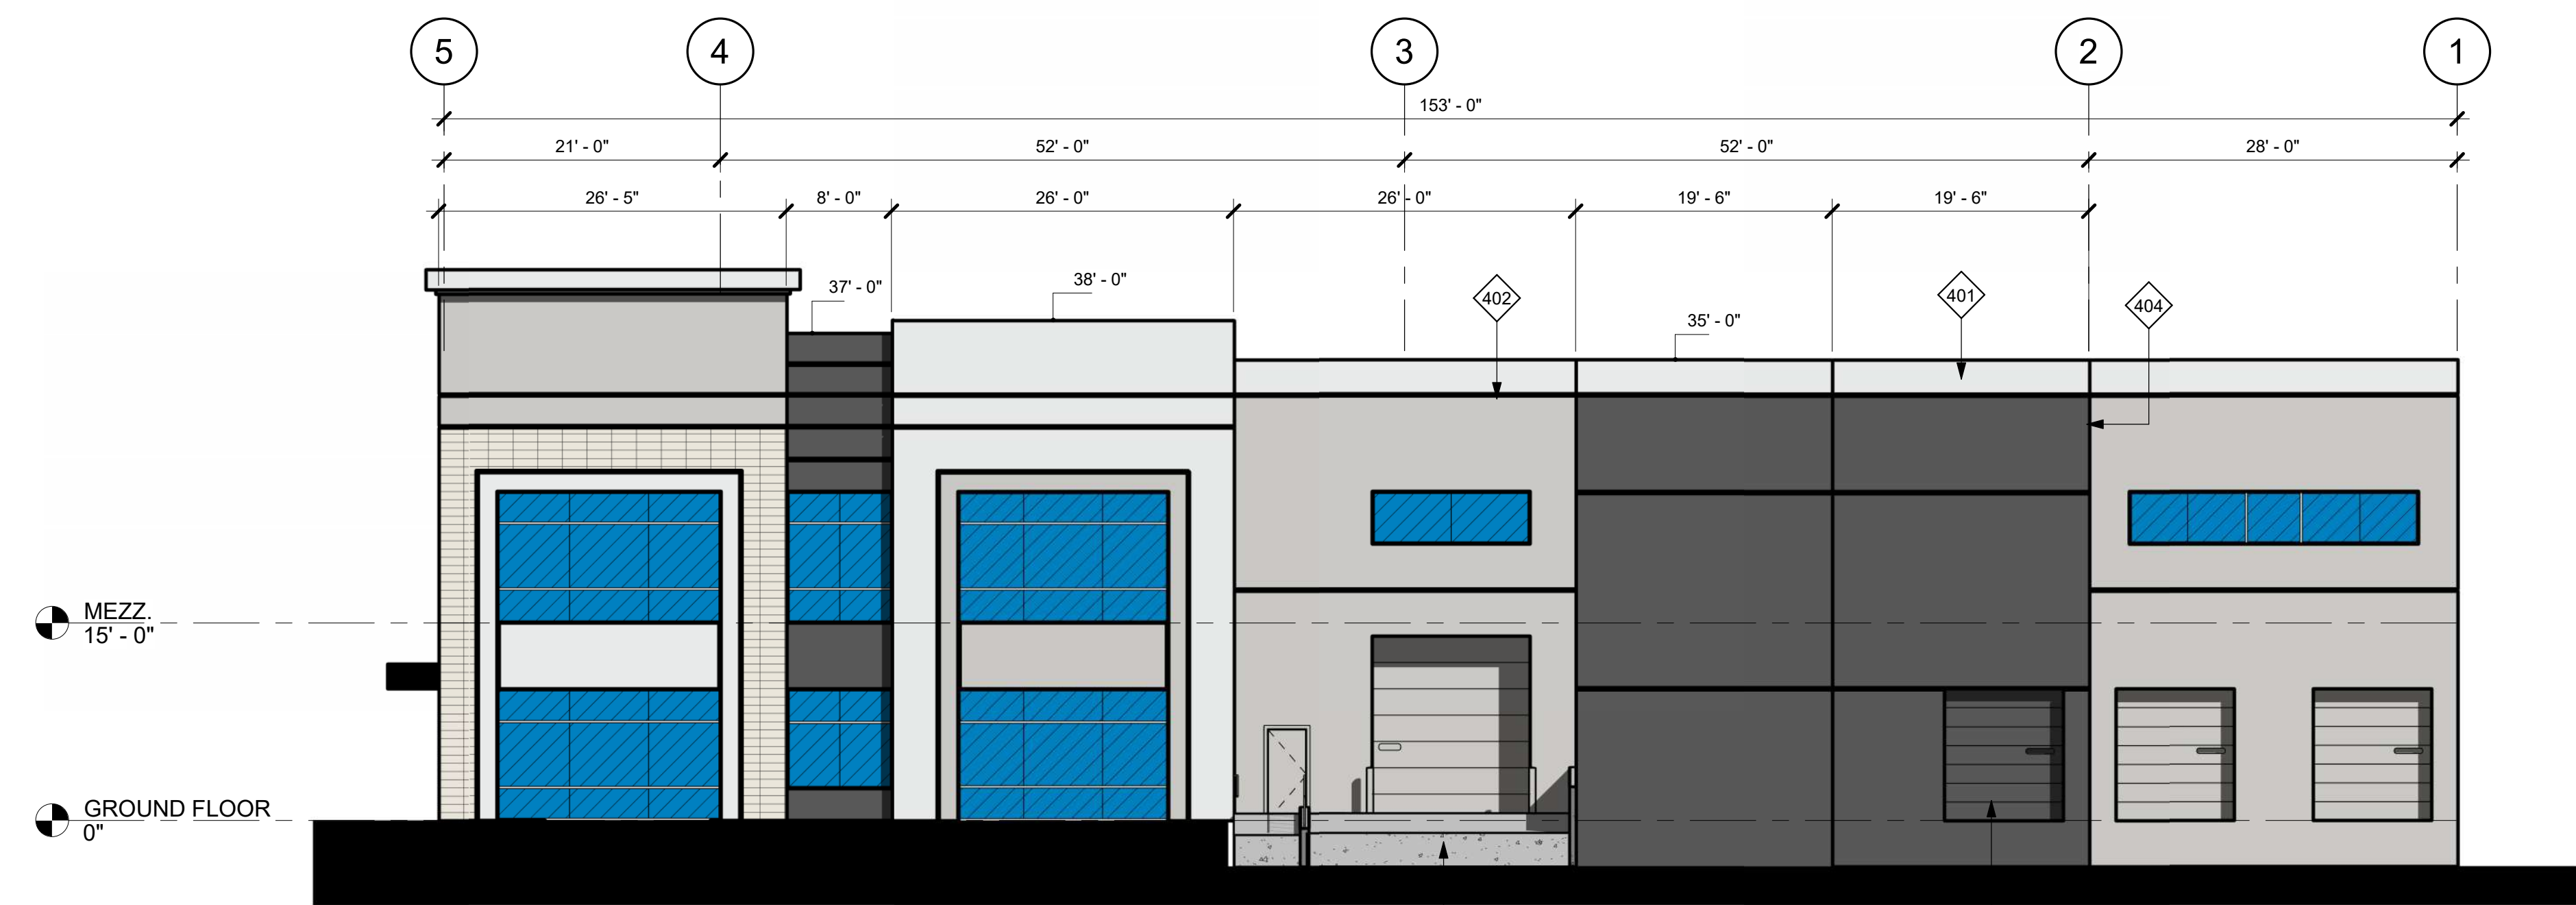 5 4 3 2 1
153' - 0"
21' - 0" 52' - 0" 52' - 0" 28' - 0"
26' - 5" 8' - 0" 26' - 0" 26' - 0" 19' - 6" 19' - 6"
37' - 0" 38' - 0" 402 35' - 0" 401 404
MEZZ.
15' - 0"
GROUND FLOOR
0"